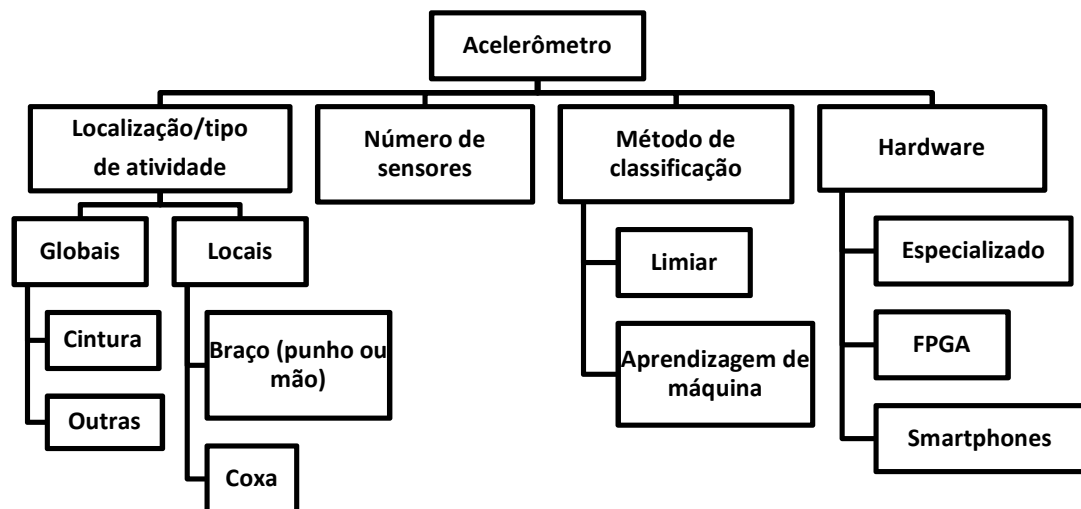 Acelerômetro
Localização/tipo
de atividade
Número de
sensores
Método de
classificação
Hardware
Globais
Locais
Limiar
Especializado
Cintura
Braço (punho ou
mão)
Aprendizagem de
máquina
FPGA
Outras
Coxa
Smartphones